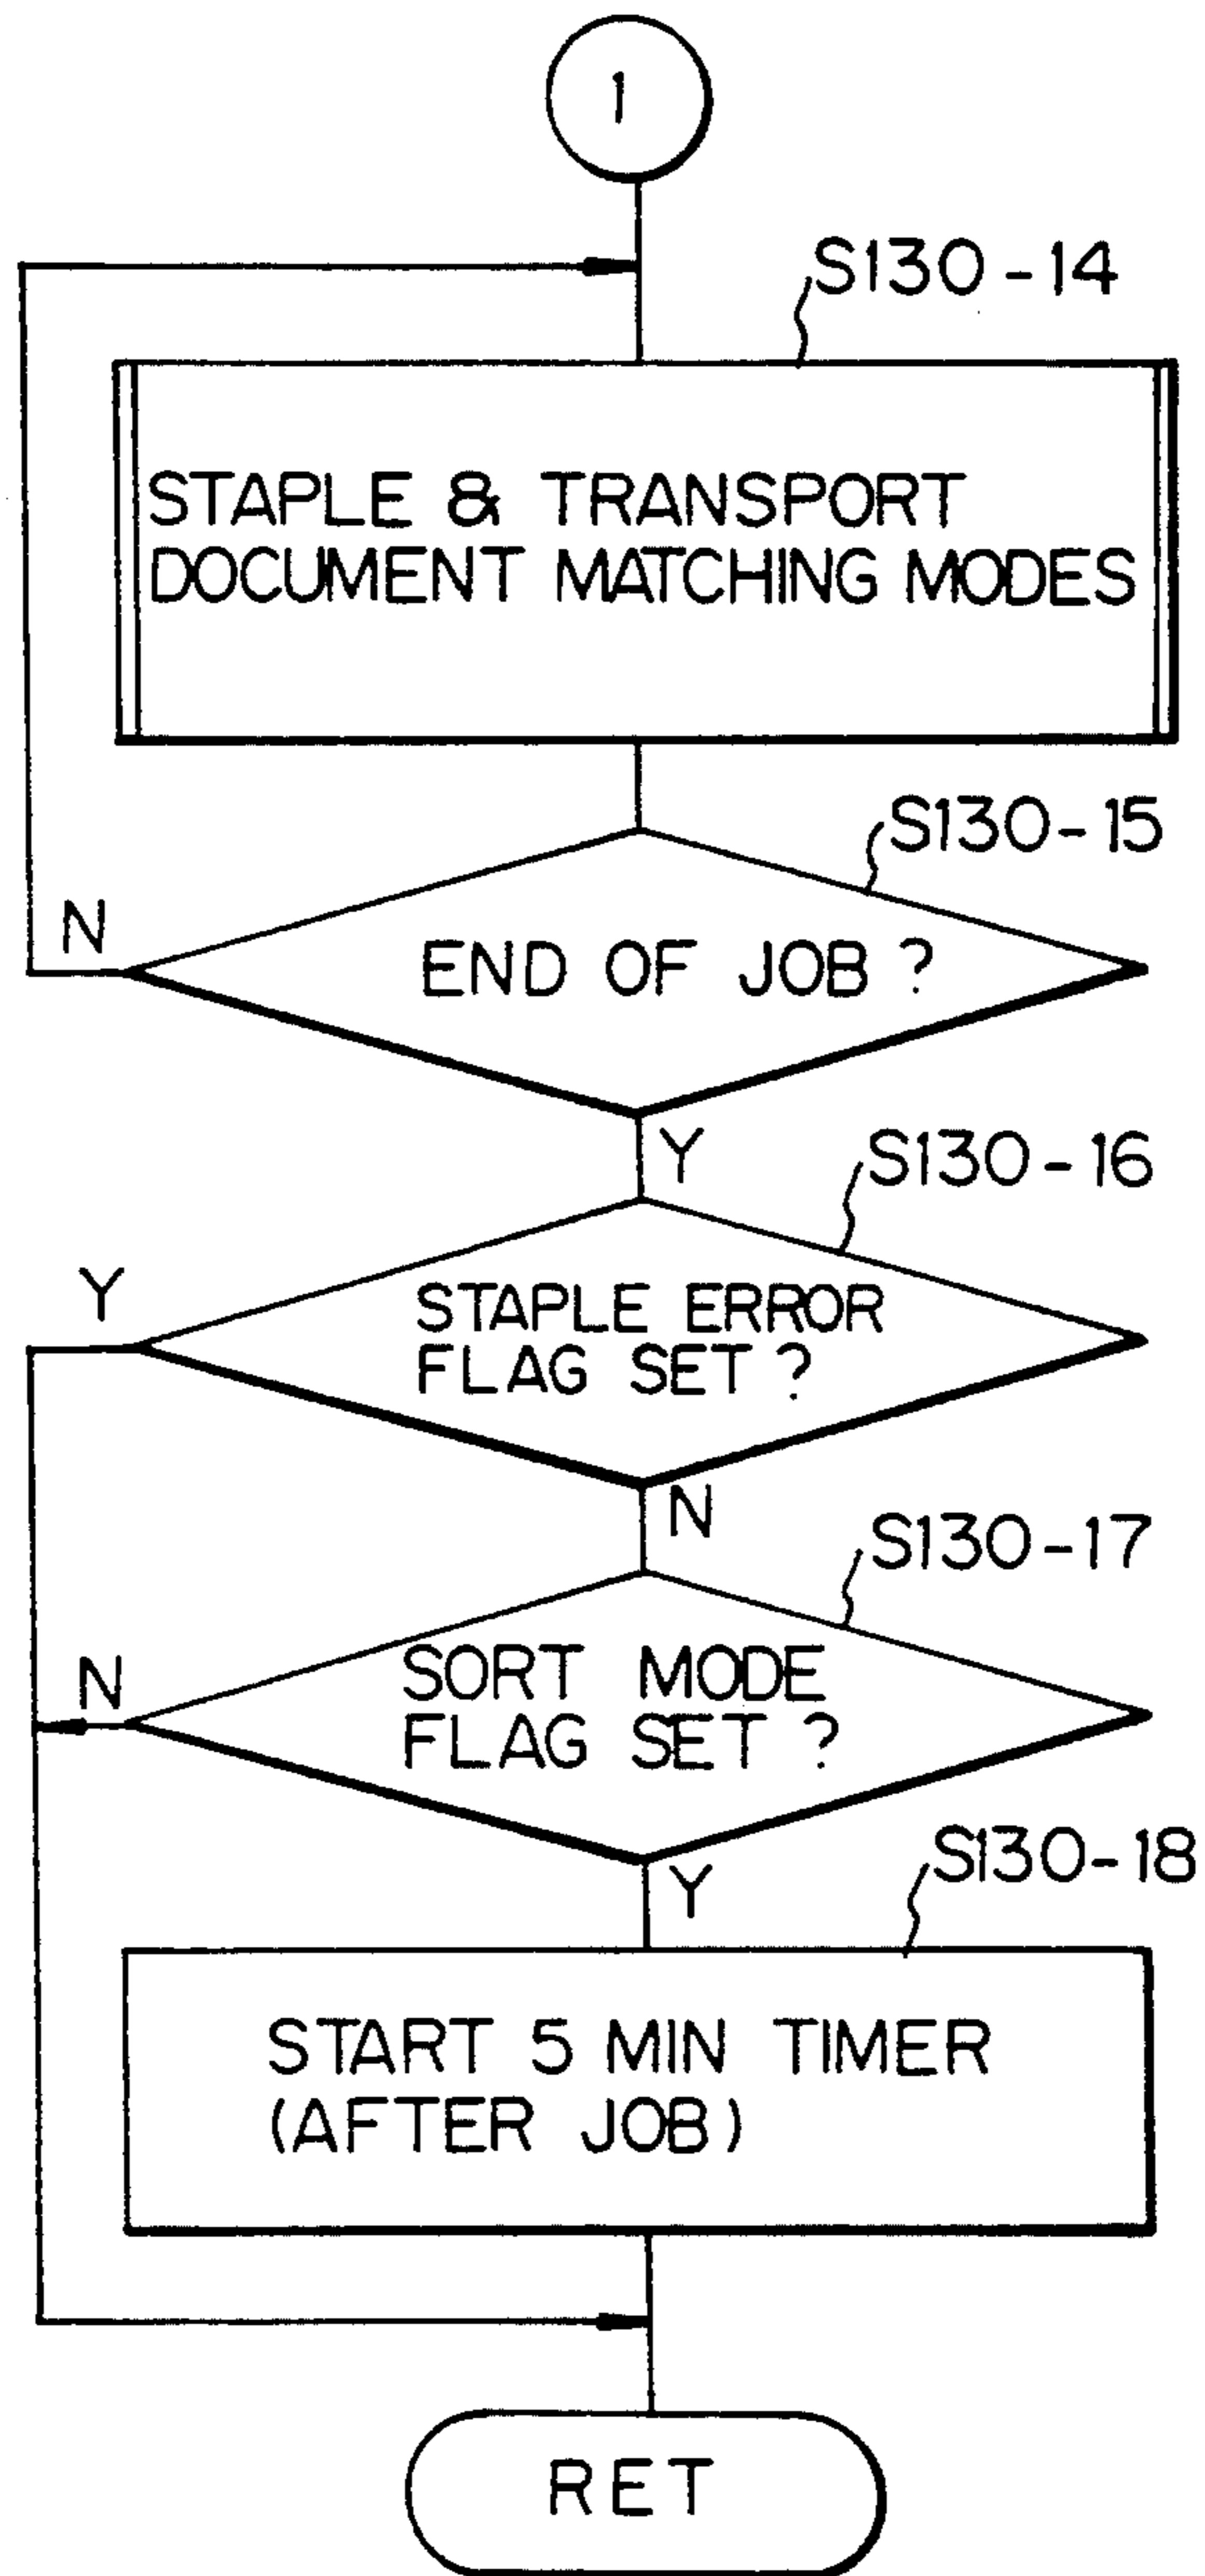 1
S130-14
STAPLE & TRANSPORT
DOCUMENT MATCHING MODES
S130-15
N
END OF JOB ?
Y
S130-16
Y
STAPLE ERROR
FLAG SET ?
N
S130-17
N
SORT MODE
FLAG SET ?
Y
S130-18
START 5 MIN TIMER
(AFTER JOB)
RET